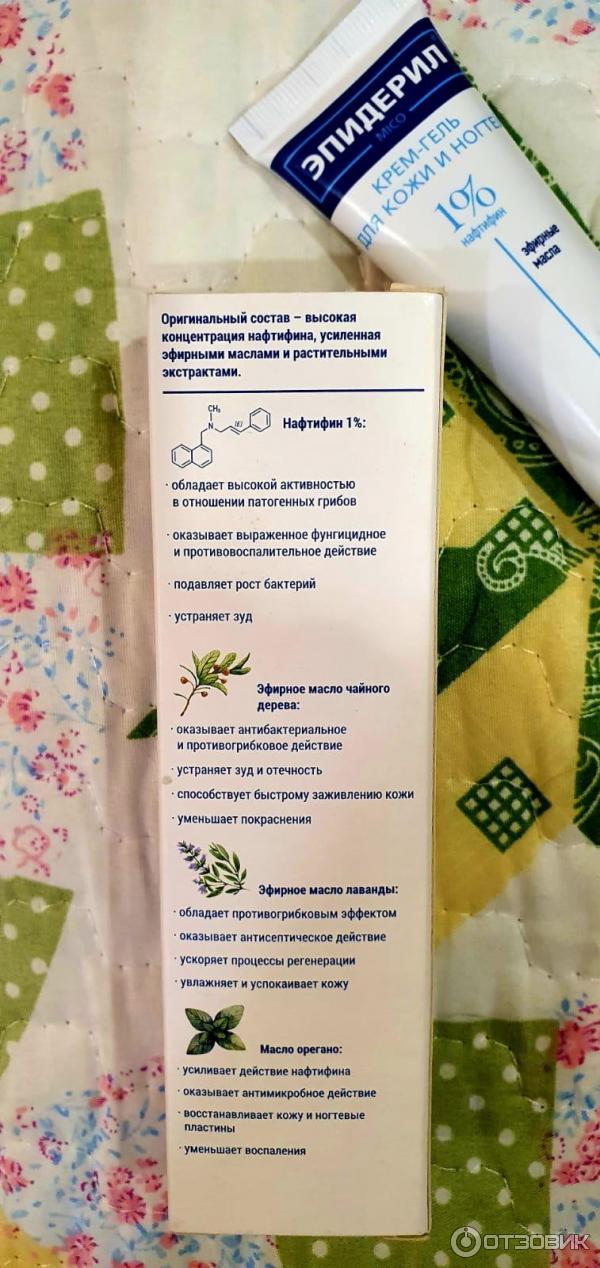 ЭПИДЕРИЛ
MICO
КРЕМ-ГЕЛЬ
ДЛЯ КОЖИ И НОГТЕ
1%
нафтифин
эфирные
масла
Оригинальный состав – высокая
концентрация нафтифина, усиленная
эфирными маслами и растительными
экстрактами.
CH₃
N
(E)
Нафтифин 1%:
· обладает высокой активностью
в отношении патогенных грибов
· оказывает выраженное фунгицидное
и противовоспалительное действие
· подавляет рост бактерий
· устраняет зуд
Эфирное масло чайного
дерева:
· оказывает антибактериальное
и противогрибковое действие
· устраняет зуд и отечность
· способствует быстрому заживлению кожи
· уменьшает покраснения
Эфирное масло лаванды:
· обладает противогрибковым эффектом
· оказывает антисептическое действие
· ускоряет процессы регенерации
· увлажняет и успокаивает кожу
Масло орегано:
· усиливает действие нафтифина
· оказывает антимикробное действие
· восстанавливает кожу и ногтевые
пластины
· уменьшает воспаления
ОТЗОВИК